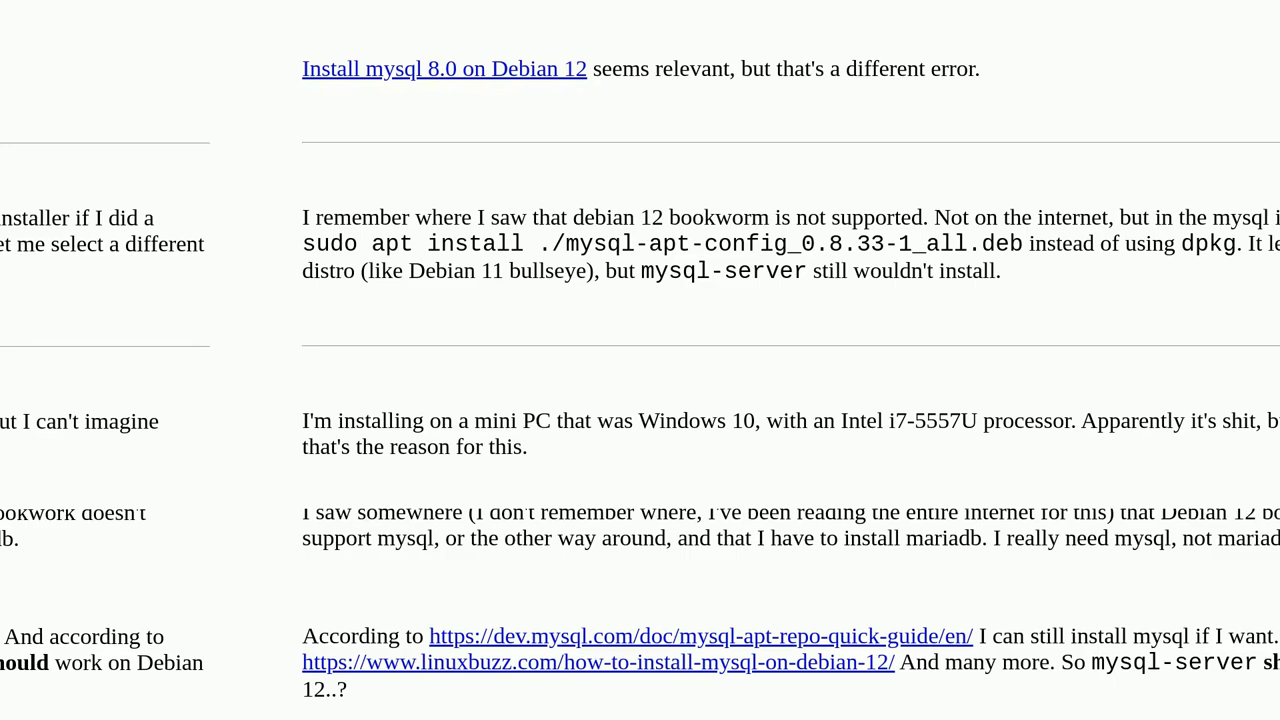 Install mysql 8.0 on Debian 12 seems relevant, but that's a different error.
nstaller if I did a
et me select a different
I remember where I saw that debian 12 bookworm is not supported. Not on the internet, but in the mysql i
sudo apt install ./mysql-apt-config_0.8.33-1_all.deb instead of using dpkg. It le
distro (like Debian 11 bullseye), but mysql-server still wouldn't install.
ut I can't imagine
I'm installing on a mini PC that was Windows 10, with an Intel i7-5557U processor. Apparently it's shit, bu
that's the reason for this.
ookwork doesn't
lb.
I saw somewhere (I don't remember where, I've been reading the entire internet for this) that Debian 12 bo
support mysql, or the other way around, and that I have to install mariadb. I really need mysql, not mariad
And according to
hould work on Debian
According to https://dev.mysql.com/doc/mysql-apt-repo-quick-guide/en/ I can still install mysql if I want.
https://www.linuxbuzz.com/how-to-install-mysql-on-debian-12/ And many more. So mysql-server sh
12..?